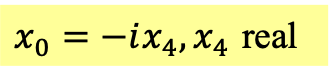 x₀ = −ix₄, x₄ real